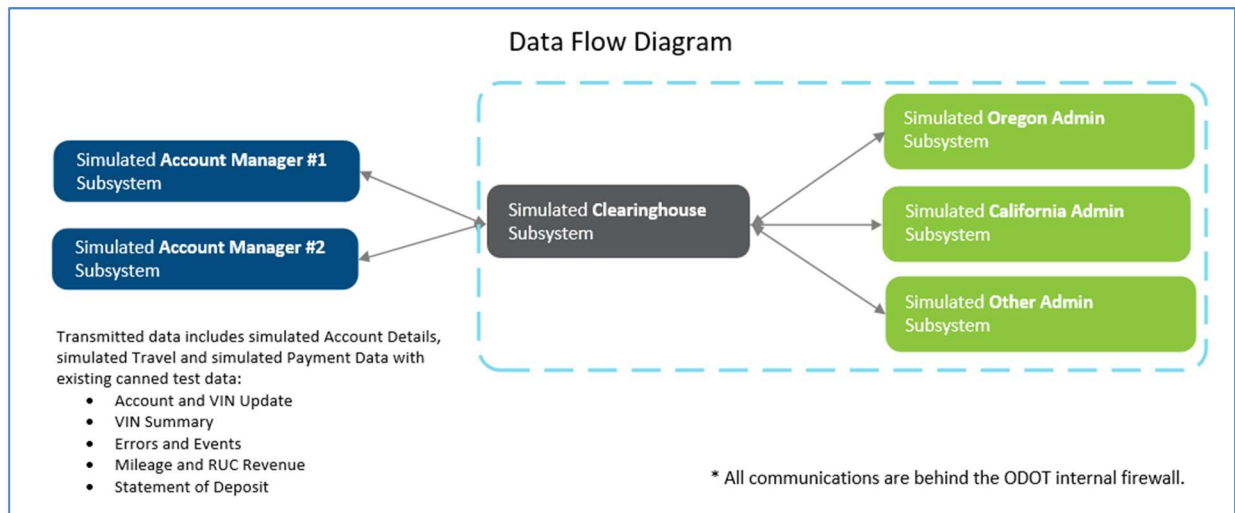 Data Flow Diagram
Simulated Account Manager #1
Subsystem
Simulated Account Manager #2
Subsystem
Simulated Clearinghouse
Subsystem
Simulated Oregon Admin
Subsystem
Simulated California Admin
Subsystem
Simulated Other Admin
Subsystem
Transmitted data includes simulated Account Details,
simulated Travel and simulated Payment Data with
existing canned test data:
• Account and VIN Update
• VIN Summary
• Errors and Events
• Mileage and RUC Revenue
• Statement of Deposit
* All communications are behind the ODOT internal firewall.